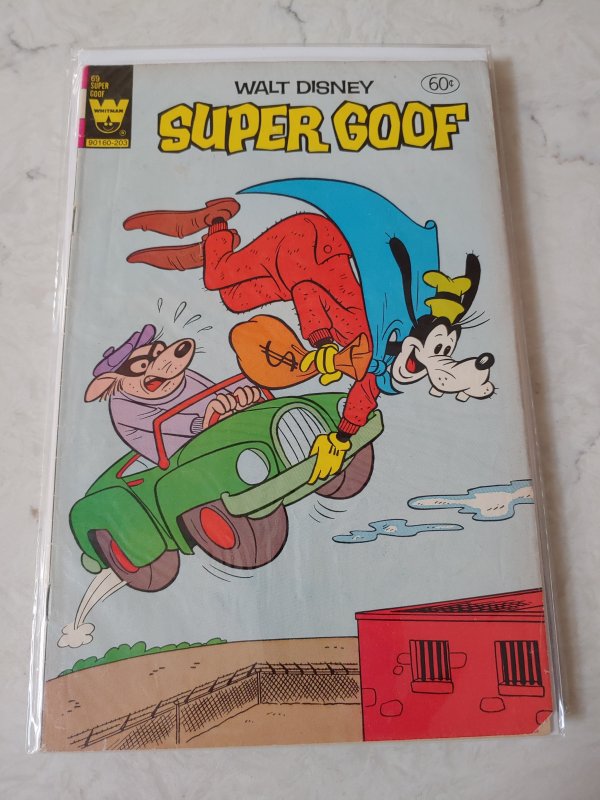 69
SUPER
GOOF
WHITMAN
®
90160-203
WALT DISNEY
60¢
SUPER GOOF
$